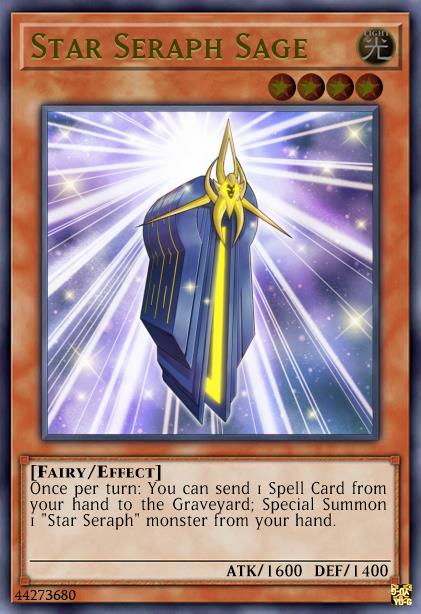 STAR SERAPH SAGE
LIGHT
光
[FAIRY/EFFECT]
Once per turn: You can send 1 Spell Card from
your hand to the Graveyard; Special Summon
1 "Star Seraph" monster from your hand.
ATK/1600 DEF/1400
44273680